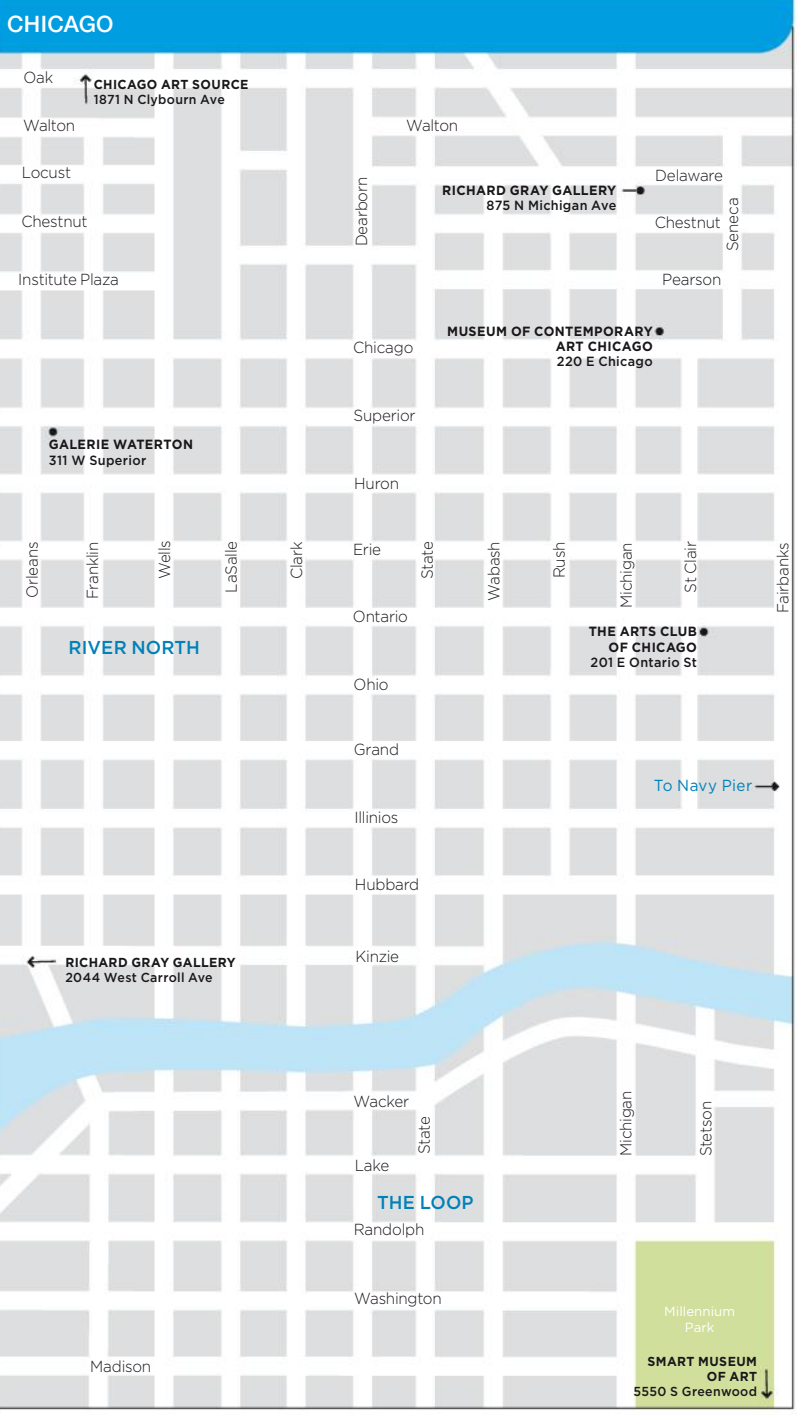 CHICAGO
Oak
CHICAGO ART SOURCE
1871 N Clybourn Ave
Walton
Walton
Locust
Delaware
RICHARD GRAY GALLERY
875 N Michigan Ave
Dearborn
Seneca
Chestnut
Chestnut
Institute Plaza
Pearson
MUSEUM OF CONTEMPORARY
ART CHICAGO
220 E Chicago
Chicago
Superior
GALERIE WATERTON
311 W Superior
Huron
Erie
Orleans
Franklin
Wells
LaSalle
Clark
State
Wabash
Rush
Michigan
St Clair
Fairbanks
Ontario
THE ARTS CLUB
OF CHICAGO
201 E Ontario St
RIVER NORTH
Ohio
Grand
To Navy Pier
Illinios
Hubbard
Kinzie
RICHARD GRAY GALLERY
2044 West Carroll Ave
Wacker
State
Michigan
Stetson
Lake
THE LOOP
Randolph
Washington
Millennium
Park
Madison
SMART MUSEUM
OF ART
5550 S Greenwood